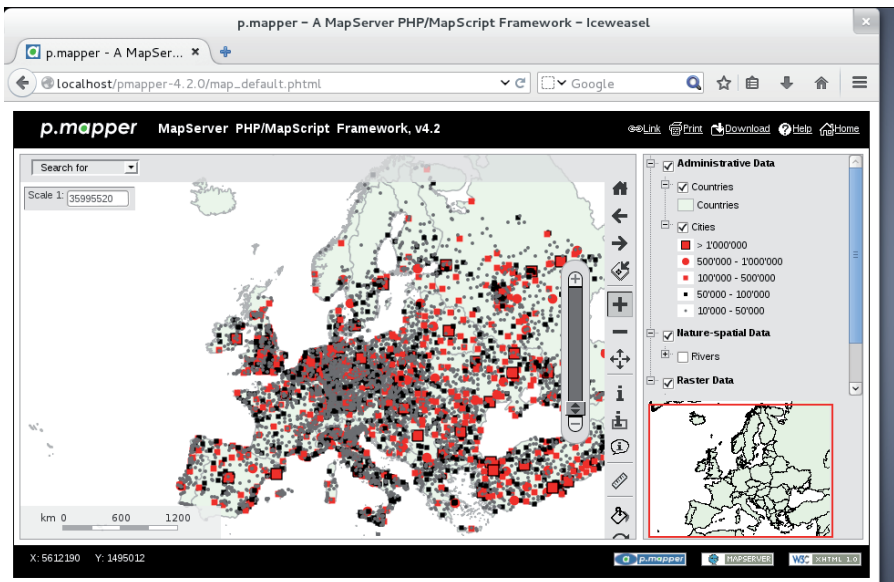 p.mapper – A MapServer PHP/MapScript Framework – Iceweasel
p.mapper - A MapSer...
localhost/pmapper-4.2.0/map_default.phtml
Google
p.mapper MapServer PHP/MapScript Framework, v4.2
Link Print Download Help Home
Search for
Scale 1: 35995520
Administrative Data
Countries
Countries
Cities
> 1'000'000
500'000 - 1'000'000
100'000 - 500'000
50'000 - 100'000
10'000 - 50'000
Nature-spatial Data
Rivers
Raster Data
km 0 600 1200
X: 5612190 Y: 1495012
p.mapper MAPSERVER W3C XHTML 1.0